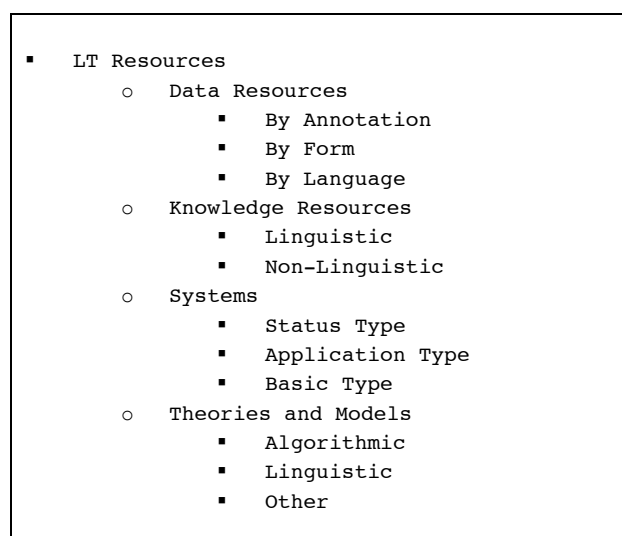 ▪ LT Resources
o Data Resources
▪ By Annotation
▪ By Form
▪ By Language
o Knowledge Resources
▪ Linguistic
▪ Non-Linguistic
o Systems
▪ Status Type
▪ Application Type
▪ Basic Type
o Theories and Models
▪ Algorithmic
▪ Linguistic
▪ Other